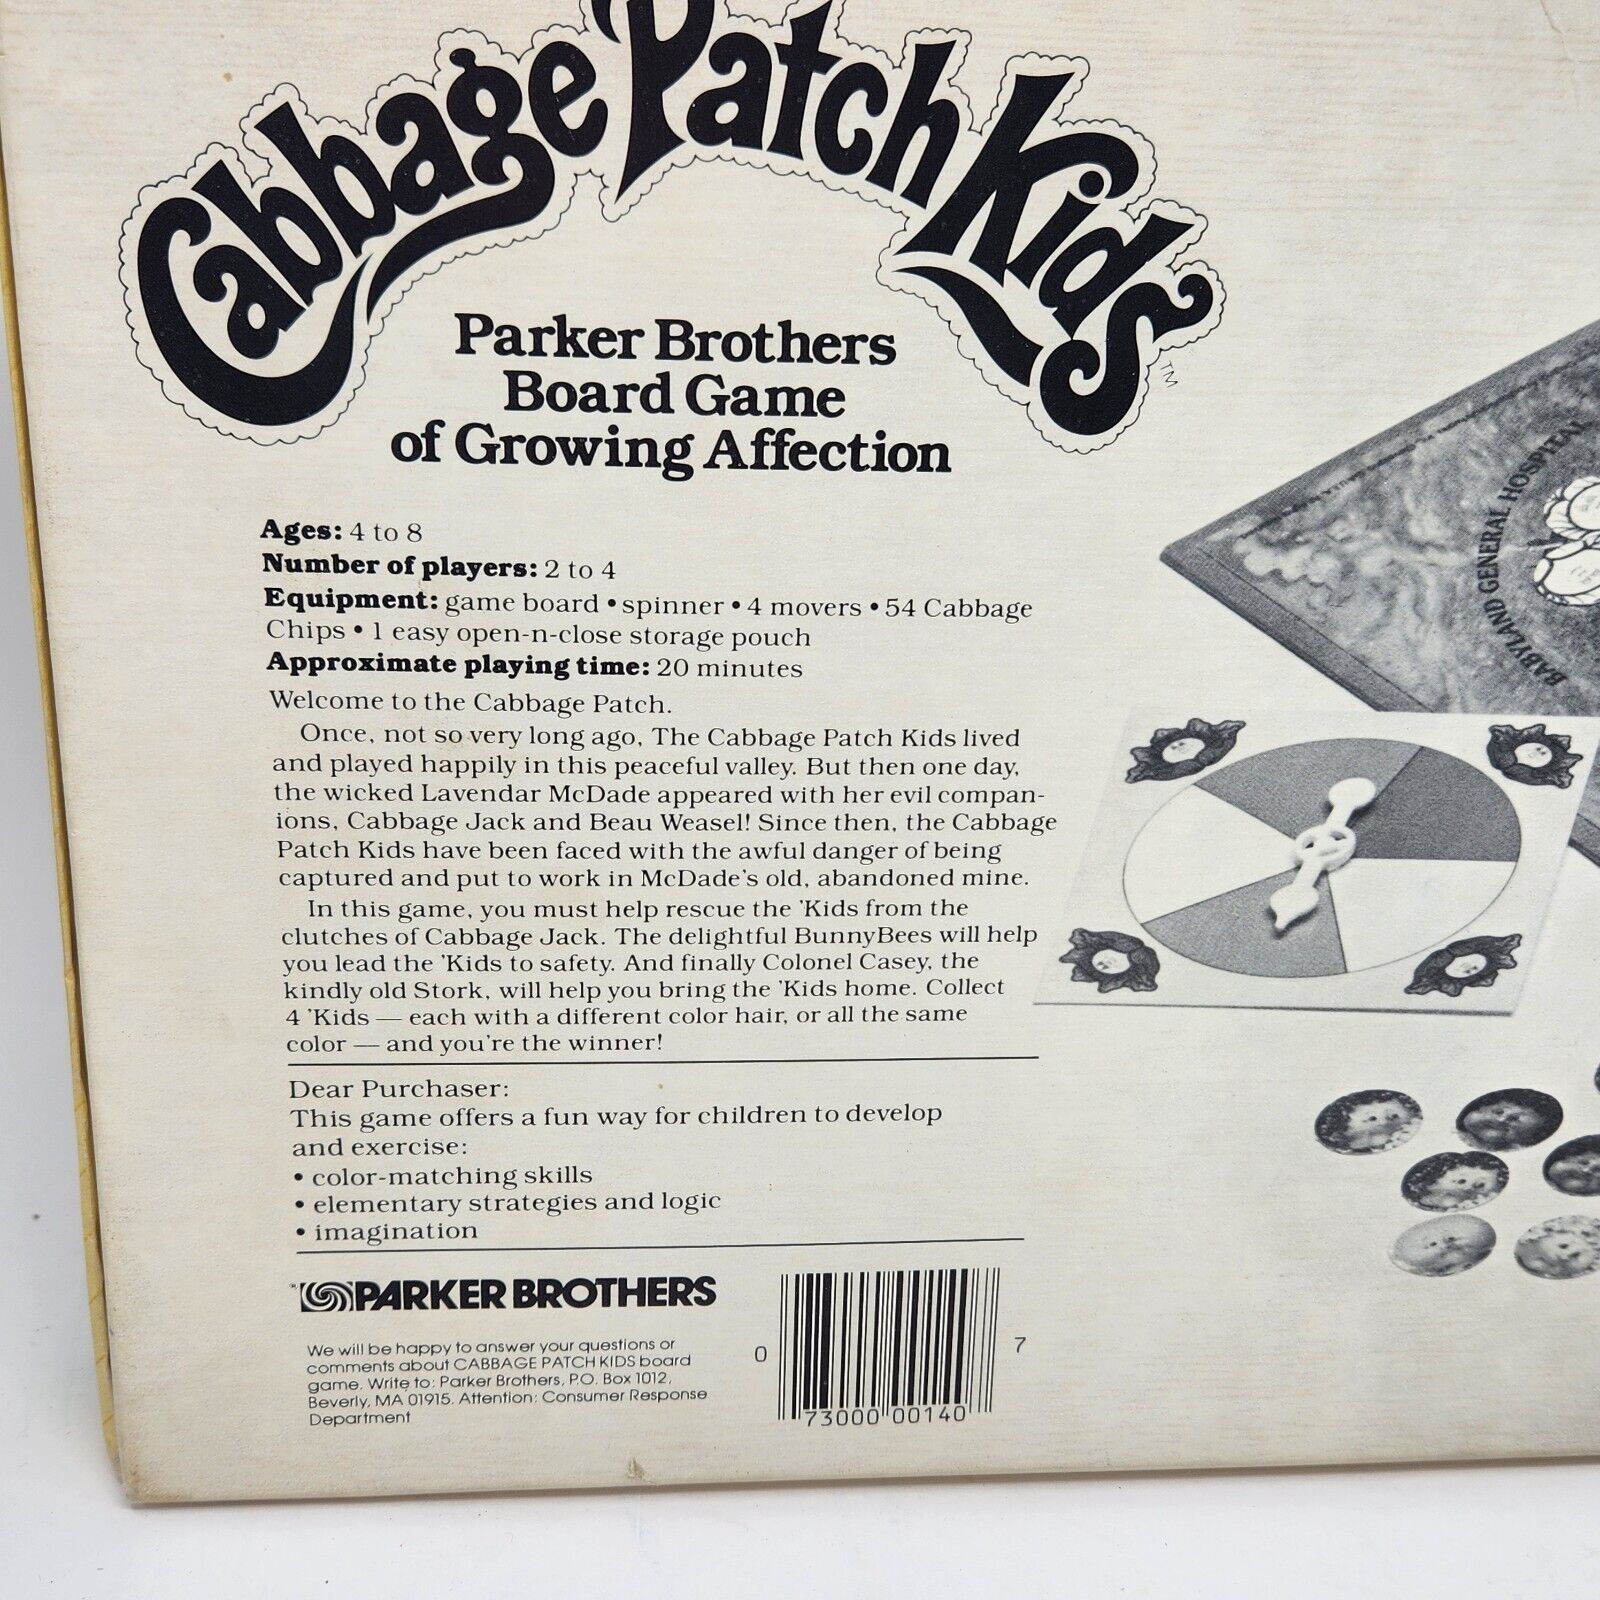 Cabbage Patch Kids™
Parker Brothers
Board Game
of Growing Affection
Ages: 4 to 8
Number of players: 2 to 4
Equipment: game board • spinner • 4 movers • 54 Cabbage
Chips • 1 easy open-n-close storage pouch
Approximate playing time: 20 minutes
Welcome to the Cabbage Patch.
Once, not so very long ago, The Cabbage Patch Kids lived
and played happily in this peaceful valley. But then one day,
the wicked Lavendar McDade appeared with her evil compan-
ions, Cabbage Jack and Beau Weasel! Since then, the Cabbage
Patch Kids have been faced with the awful danger of being
captured and put to work in McDade's old, abandoned mine.
In this game, you must help rescue the 'Kids from the
clutches of Cabbage Jack. The delightful BunnyBees will help
you lead the 'Kids to safety. And finally Colonel Casey, the
kindly old Stork, will help you bring the 'Kids home. Collect
4 'Kids — each with a different color hair, or all the same
color — and you're the winner!
Dear Purchaser:
This game offers a fun way for children to develop
and exercise:
• color-matching skills
• elementary strategies and logic
• imagination
PARKER BROTHERS
We will be happy to answer your questions or
comments about CABBAGE PATCH KIDS board
game. Write to: Parker Brothers, P.O. Box 1012,
Beverly, MA 01915. Attention: Consumer Response
Department
0 73000 00140 7
BABYLAND GENERAL HOSPITAL